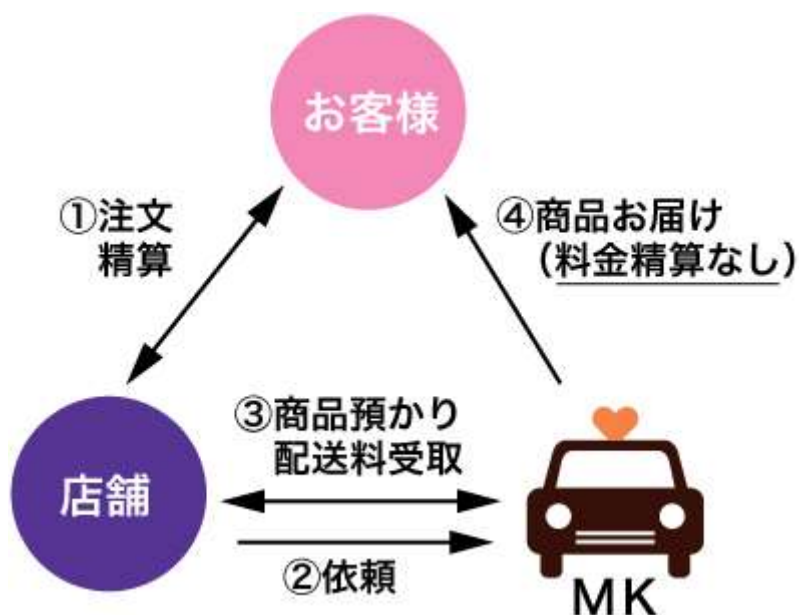 お客様
①注文
精算
④商品お届け
（料金精算なし）
③商品預かり
配送料受取
店舗
②依頼
MK